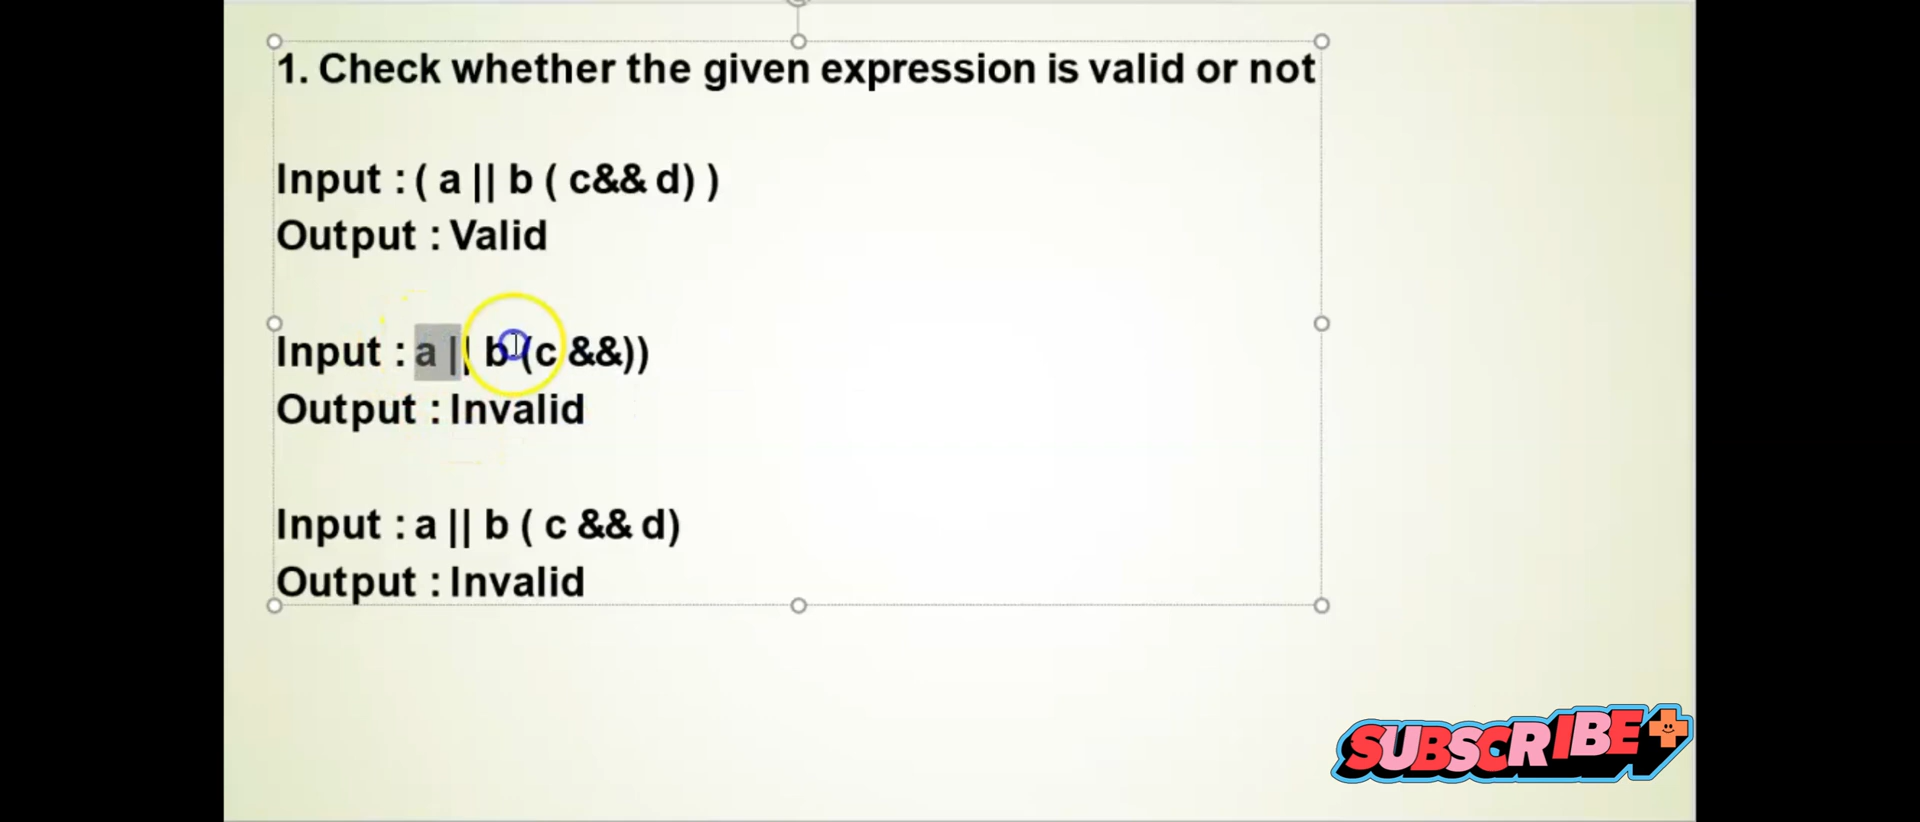 1. Check whether the given expression is valid or not
Input : ( a || b ( c&& d) )
Output : Valid
Input : a || b (c &&))
Output : Invalid
Input : a || b ( c && d)
Output : Invalid
SUBSCRIBE